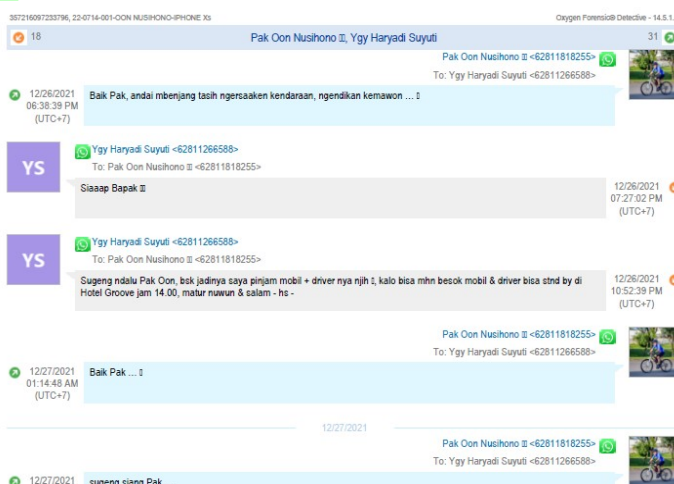 357216097233796, 22-0714-001-OON NUSIHONO-IPHONE Xs
Oxygen Forensic® Detective - 14.5.1.
18
Pak Oon Nusihono, Ygy Haryadi Suyuti
31
Pak Oon Nusihono <62811818255>
To: Ygy Haryadi Suyuti <62811266588>
12/26/2021
06:38:39 PM
(UTC+7)
Baik Pak, andai mbenjang tasih ngersaaken kendaraan, ngendikan kemawon ...
YS
Ygy Haryadi Suyuti <62811266588>
To: Pak Oon Nusihono <62811818255>
Siaaap Bapak
12/26/2021
07:27:02 PM
(UTC+7)
YS
Ygy Haryadi Suyuti <62811266588>
To: Pak Oon Nusihono <62811818255>
Sugeng ndalu Pak Oon, bsk jadinya saya pinjam mobil + driver nya njih, kalo bisa mhn besok mobil & driver bisa stnd by di
Hotel Groove jam 14.00, matur nuwun & salam - hs -
12/26/2021
10:52:39 PM
(UTC+7)
Pak Oon Nusihono <62811818255>
To: Ygy Haryadi Suyuti <62811266588>
12/27/2021
01:14:48 AM
(UTC+7)
Baik Pak ...
12/27/2021
Pak Oon Nusihono <62811818255>
To: Ygy Haryadi Suyuti <62811266588>
12/27/2021
sugeng siang Pak